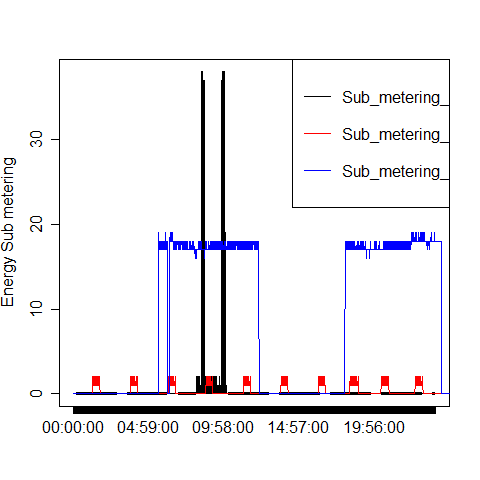 Energy Sub metering
30
20
10
0
Sub_metering_
Sub_metering_
Sub_metering_
00:00:00 04:59:00 09:58:00 14:57:00 19:56:00